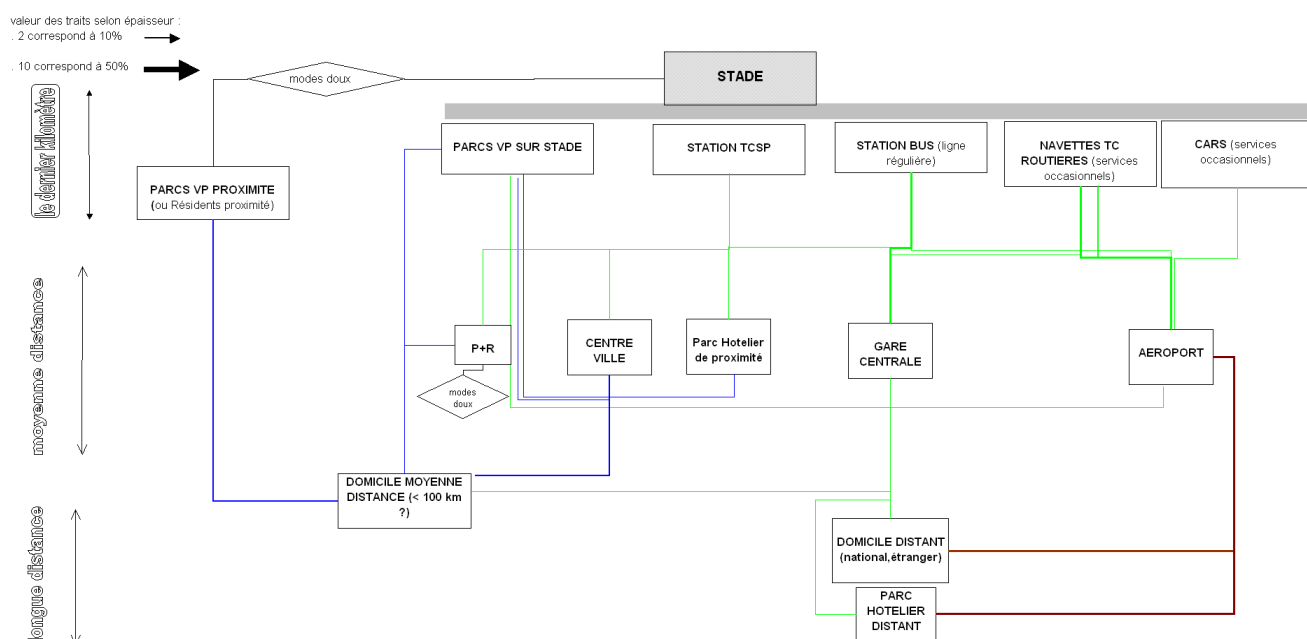 valeur des traits selon épaisseur :
. 2 correspond à 10%
. 10 correspond à 50%
modes doux
STADE
le dernier kilomètre
PARCS VP PROXIMITE
(ou Résidents proximité)
PARCS VP SUR STADE
STATION TCSP
STATION BUS (ligne
régulière)
NAVETTES TC
ROUTIERES (services
occasionnels)
CARS (services
occasionnels)
moyenne distance
P+R
modes
doux
CENTRE
VILLE
Parc Hotelier
de proximité
GARE
CENTRALE
AEROPORT
DOMICILE MOYENNE
DISTANCE (< 100 km
?)
longue distance
DOMICILE DISTANT
(national,étranger)
PARC
HOTELIER
DISTANT